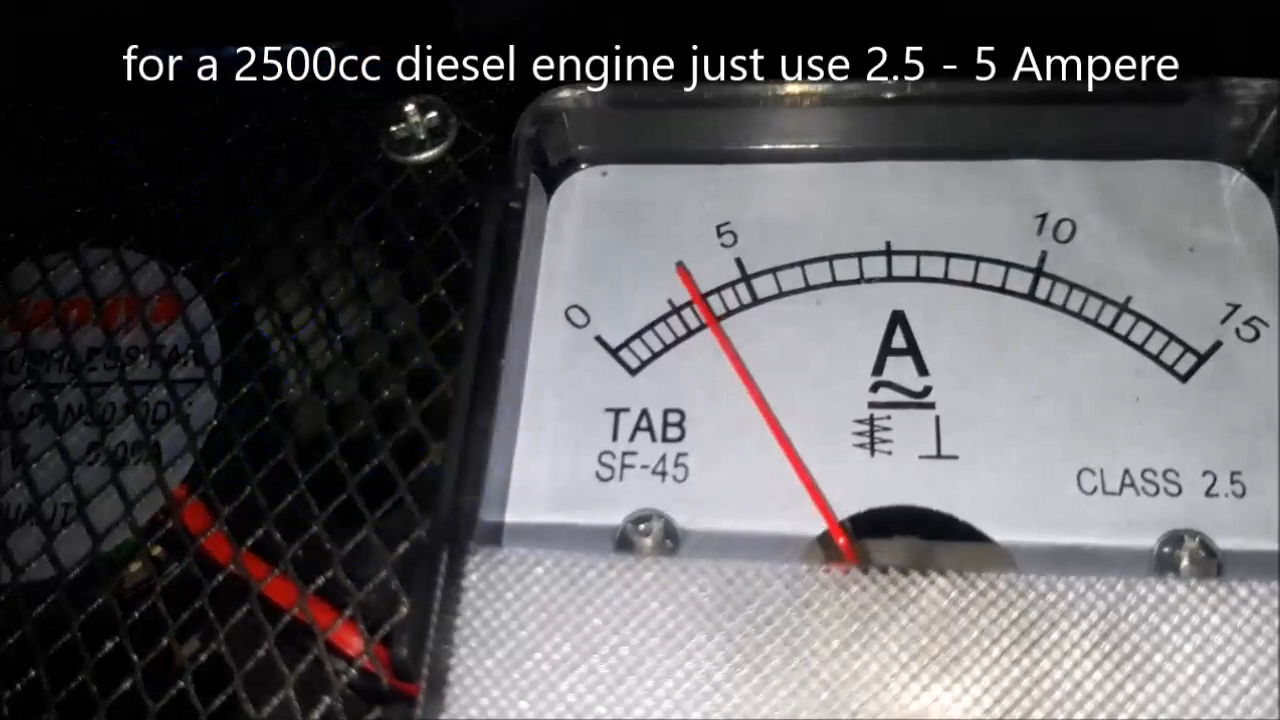 for a 2500cc diesel engine just use 2.5 - 5 Ampere
0 5 10 15
A
TAB
SF-45
CLASS 2.5